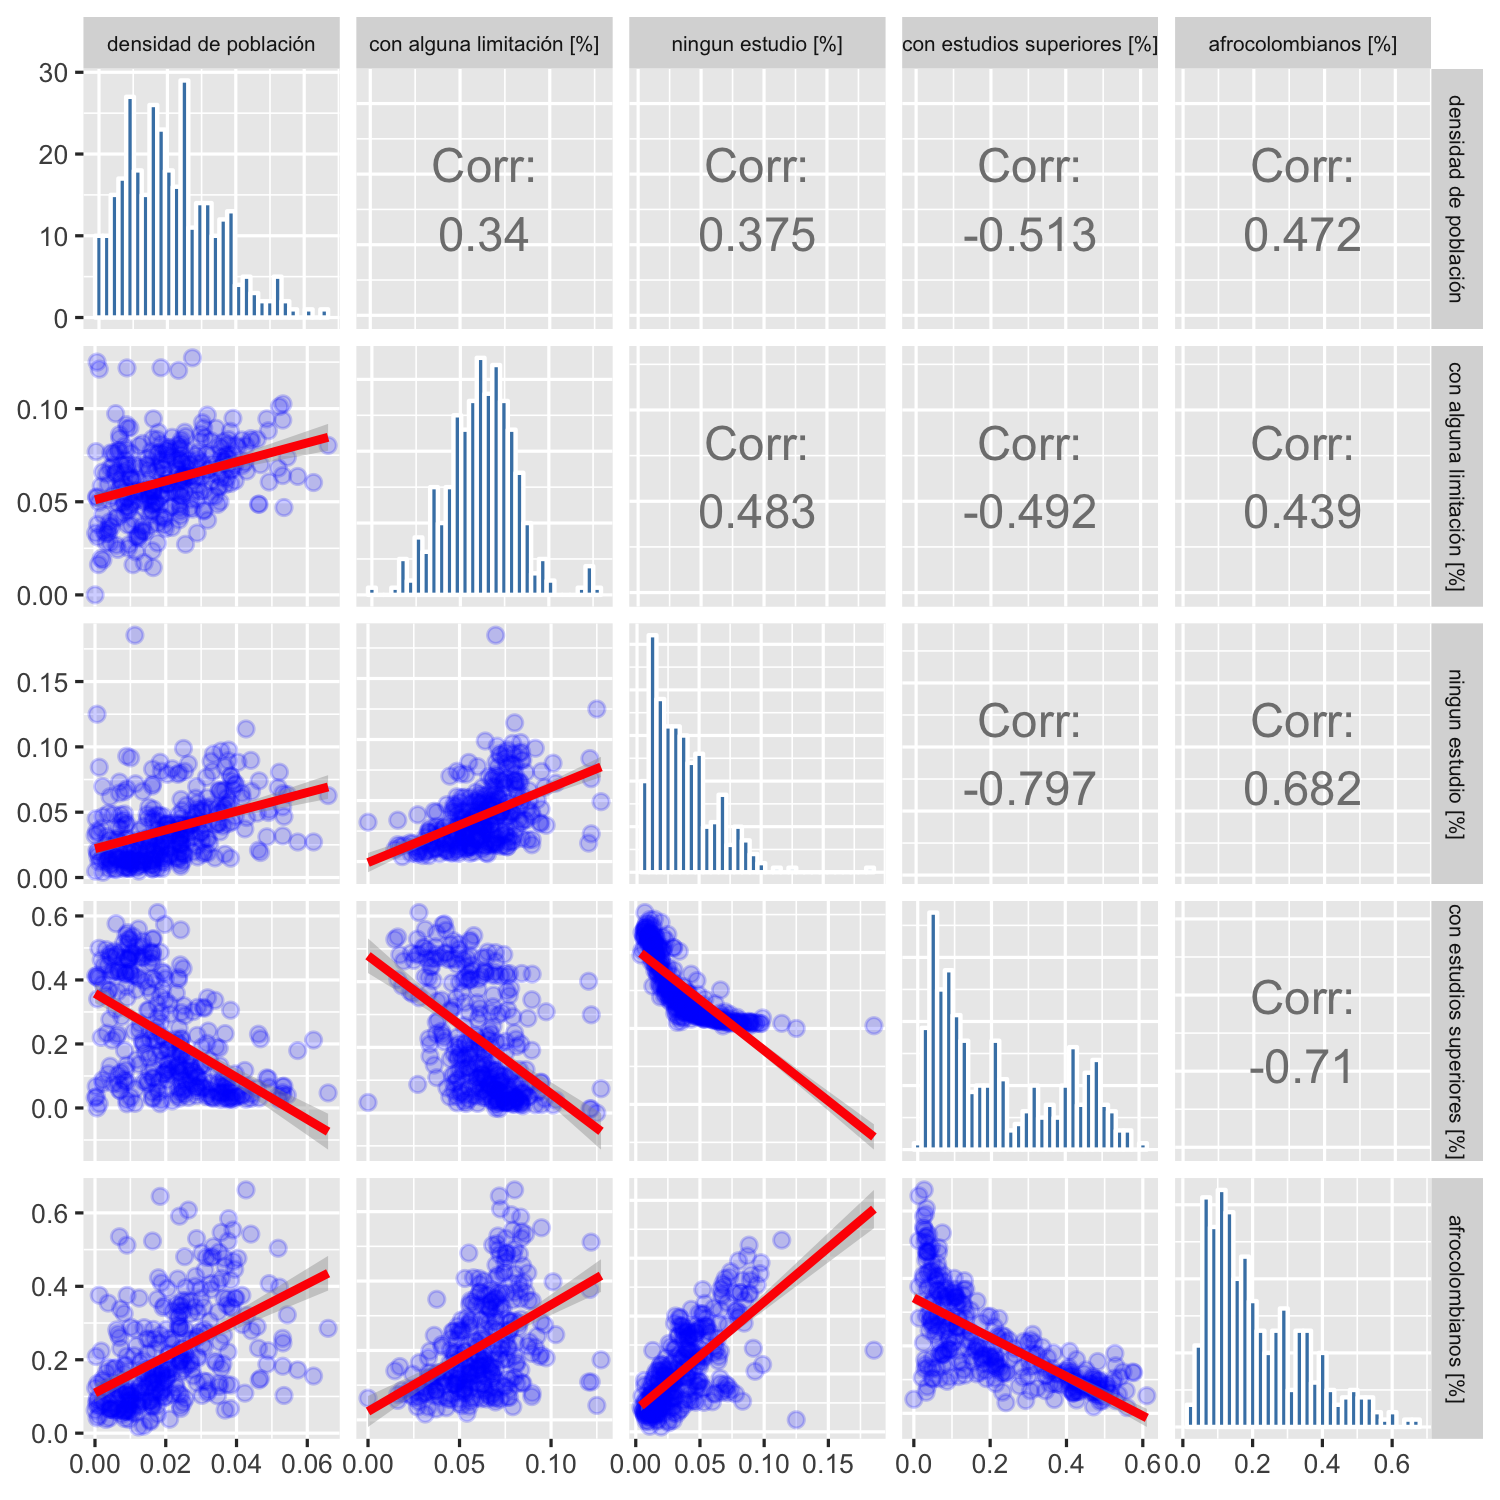 densidad de población
con alguna limitación [%]
ningun estudio [%]
con estudios superiores [%]
afrocolombianos [%]
30
20
10
0
Corr:
0.34
Corr:
0.375
Corr:
-0.513
Corr:
0.472
densidad de población
0.10
0.05
0.00
Corr:
0.483
Corr:
-0.492
Corr:
0.439
con alguna limitación [%]
0.15
0.10
0.05
0.00
Corr:
-0.797
Corr:
0.682
ningun estudio [%]
0.6
0.4
0.2
0.0
Corr:
-0.71
con estudios superiores [%]
0.6
0.4
0.2
0.0
afrocolombianos [%]
0.00 0.02 0.04 0.06
0.00 0.05 0.10
0.00 0.05 0.10 0.15
0.0 0.2 0.4 0.6
0.0 0.2 0.4 0.6